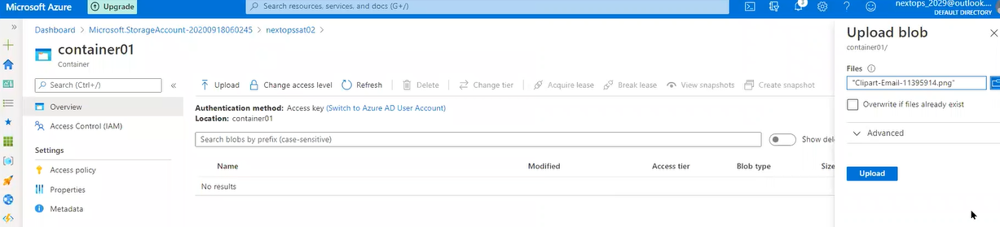 Microsoft Azure
Upgrade
Search resources, services, and docs (G+/)
3
nextops_2029@outlook....
DEFAULT DIRECTORY
Dashboard > Microsoft.StorageAccount-20200918060245 > nextopssat02 >
container01
Container
Search (Ctrl+/)
Overview
Access Control (IAM)
Settings
Access policy
Properties
Metadata
Upload
Change access level
Refresh
Delete
Change tier
Acquire lease
Break lease
View snapshots
Create snapshot
Authentication method: Access key (Switch to Azure AD User Account)
Location: container01
Search blobs by prefix (case-sensitive)
Show
Name Modified Access tier Blob type Size
No results
Upload blob
container01/
Files
"Clipart-Email-11395914.png"
Overwrite if files already exist
Advanced
Upload